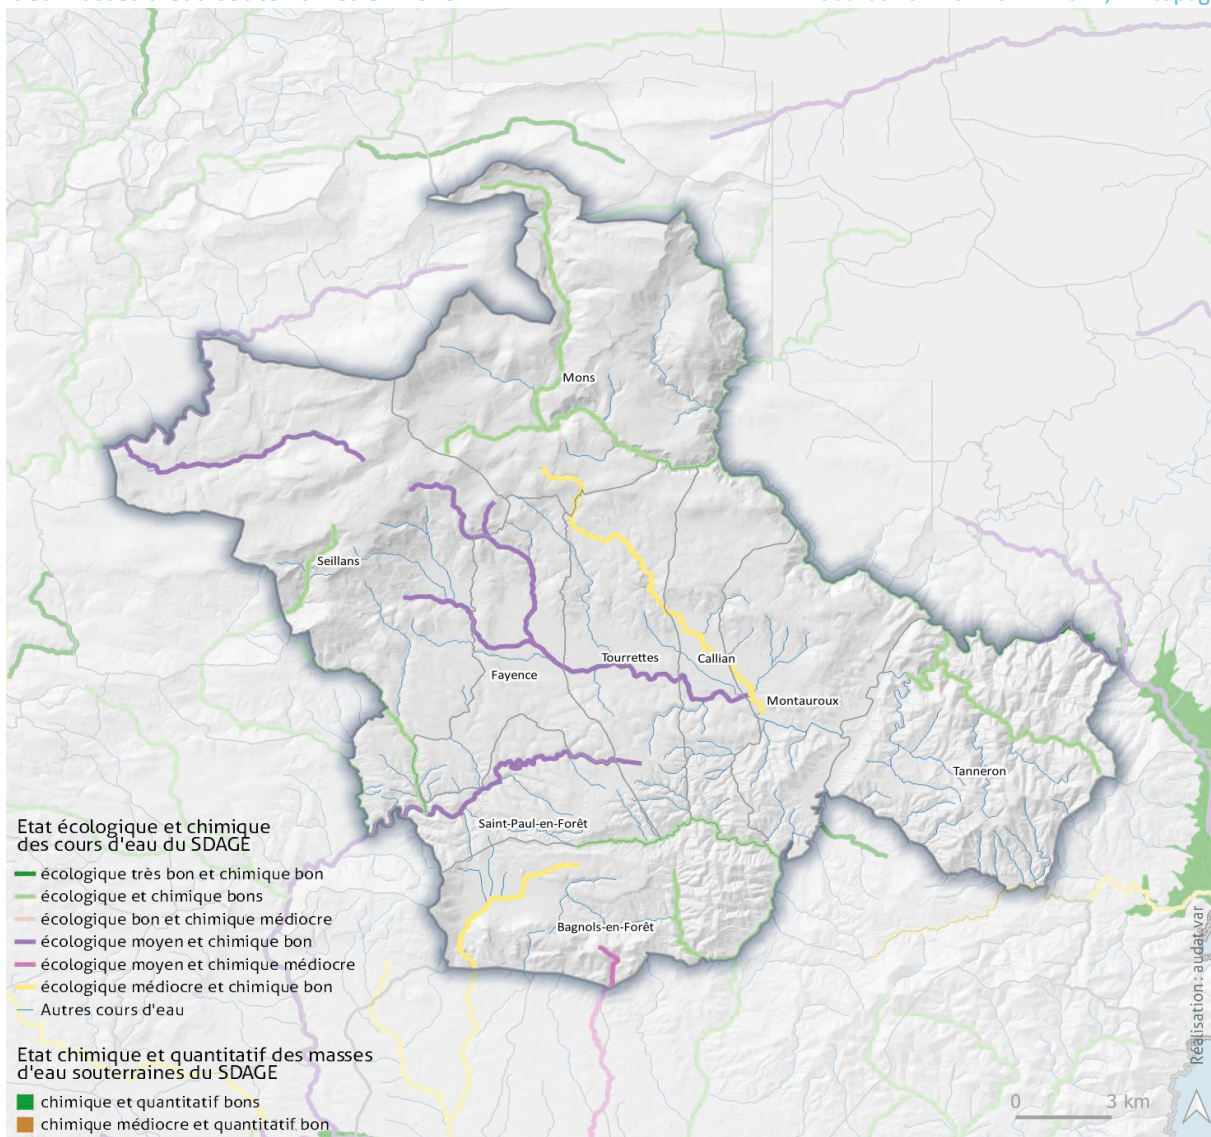 Mons
Seillans
Tourrettes
Callian
Fayence
Montauroux
Tanneron
Saint-Paul-en-Forêt
Bagnols-en-Forêt
Etat écologique et chimique
des cours d'eau du SDAGE
écologique très bon et chimique bon
écologique et chimique bons
écologique bon et chimique médiocre
écologique moyen et chimique bon
écologique moyen et chimique médiocre
écologique médiocre et chimique bon
Autres cours d'eau
Etat chimique et quantitatif des masses
d'eau souterraines du SDAGE
chimique et quantitatif bons
chimique médiocre et quantitatif bon
0 3 km
Réalisation : audat.var